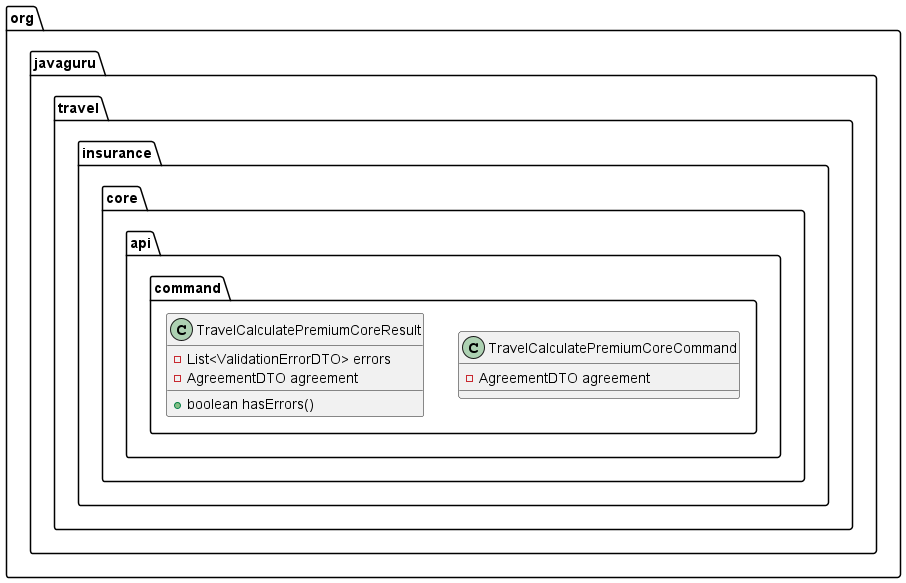 org
javaguru
travel
insurance
core
api
command
C TravelCalculatePremiumCoreResult
List<ValidationErrorDTO> errors
AgreementDTO agreement
boolean hasErrors()
C TravelCalculatePremiumCoreCommand
AgreementDTO agreement